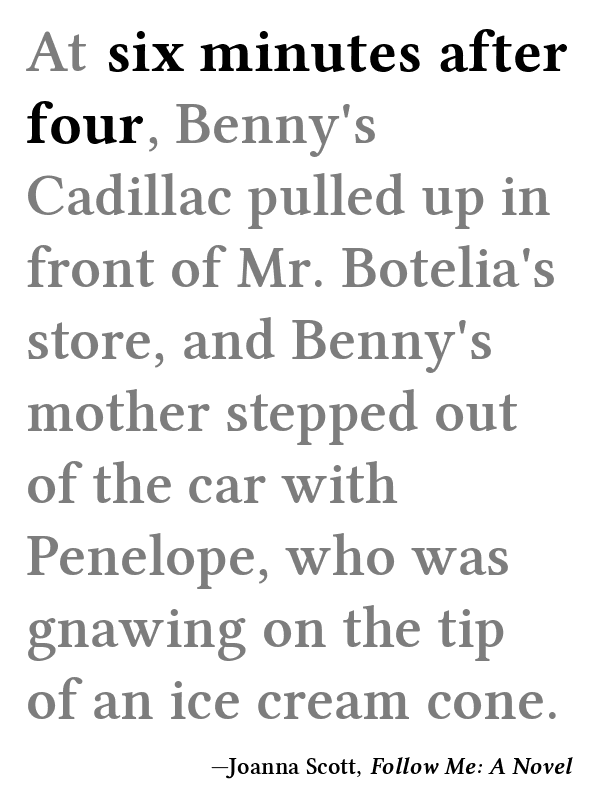 At six minutes after
four, Benny's
Cadillac pulled up in
front of Mr. Botelia's
store, and Benny's
mother stepped out
of the car with
Penelope, who was
gnawing on the tip
of an ice cream cone.
—Joanna Scott, Follow Me: A Novel